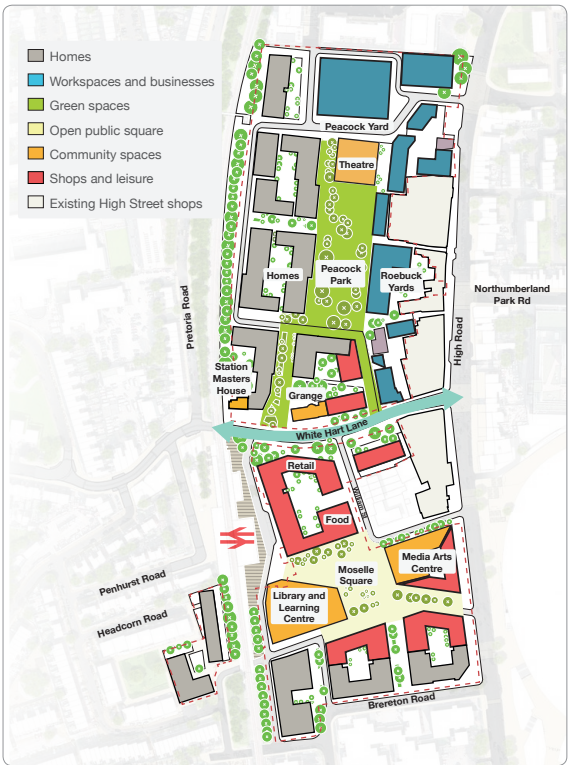 Homes
Workspaces and businesses
Green spaces
Open public square
Community spaces
Shops and leisure
Existing High Street shops
Peacock Yard
Theatre
Homes
Peacock
Park
Roebuck
Yards
Northumberland
Park Rd
Pretoria Road
High Road
Station
Masters
House
Grange
White Hart Lane
Retail
William St
Food
Media Arts
Centre
Moselle
Square
Penhurst Road
Headcorn Road
Library and
Learning
Centre
Brereton Road